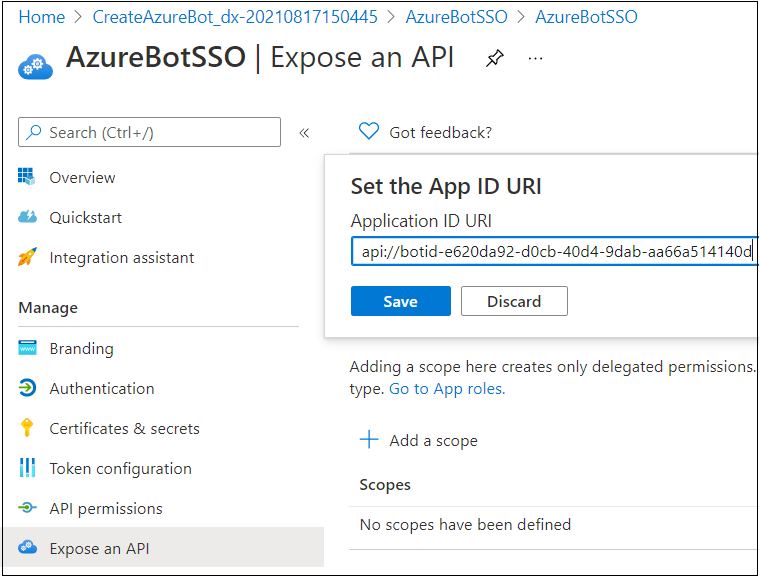 Home > CreateAzureBot_dx-20210817150445 > AzureBotSSO > AzureBotSSO
AzureBotSSO | Expose an API
Search (Ctrl+/)
«
Got feedback?
Overview
Quickstart
Integration assistant
Manage
Branding
Authentication
Certificates & secrets
Token configuration
API permissions
Expose an API
Set the App ID URI
Application ID URI
api://botid-e620da92-d0cb-40d4-9dab-aa66a514140d
Save Discard
Adding a scope here creates only delegated permissions.
type. Go to App roles.
Add a scope
Scopes
No scopes have been defined